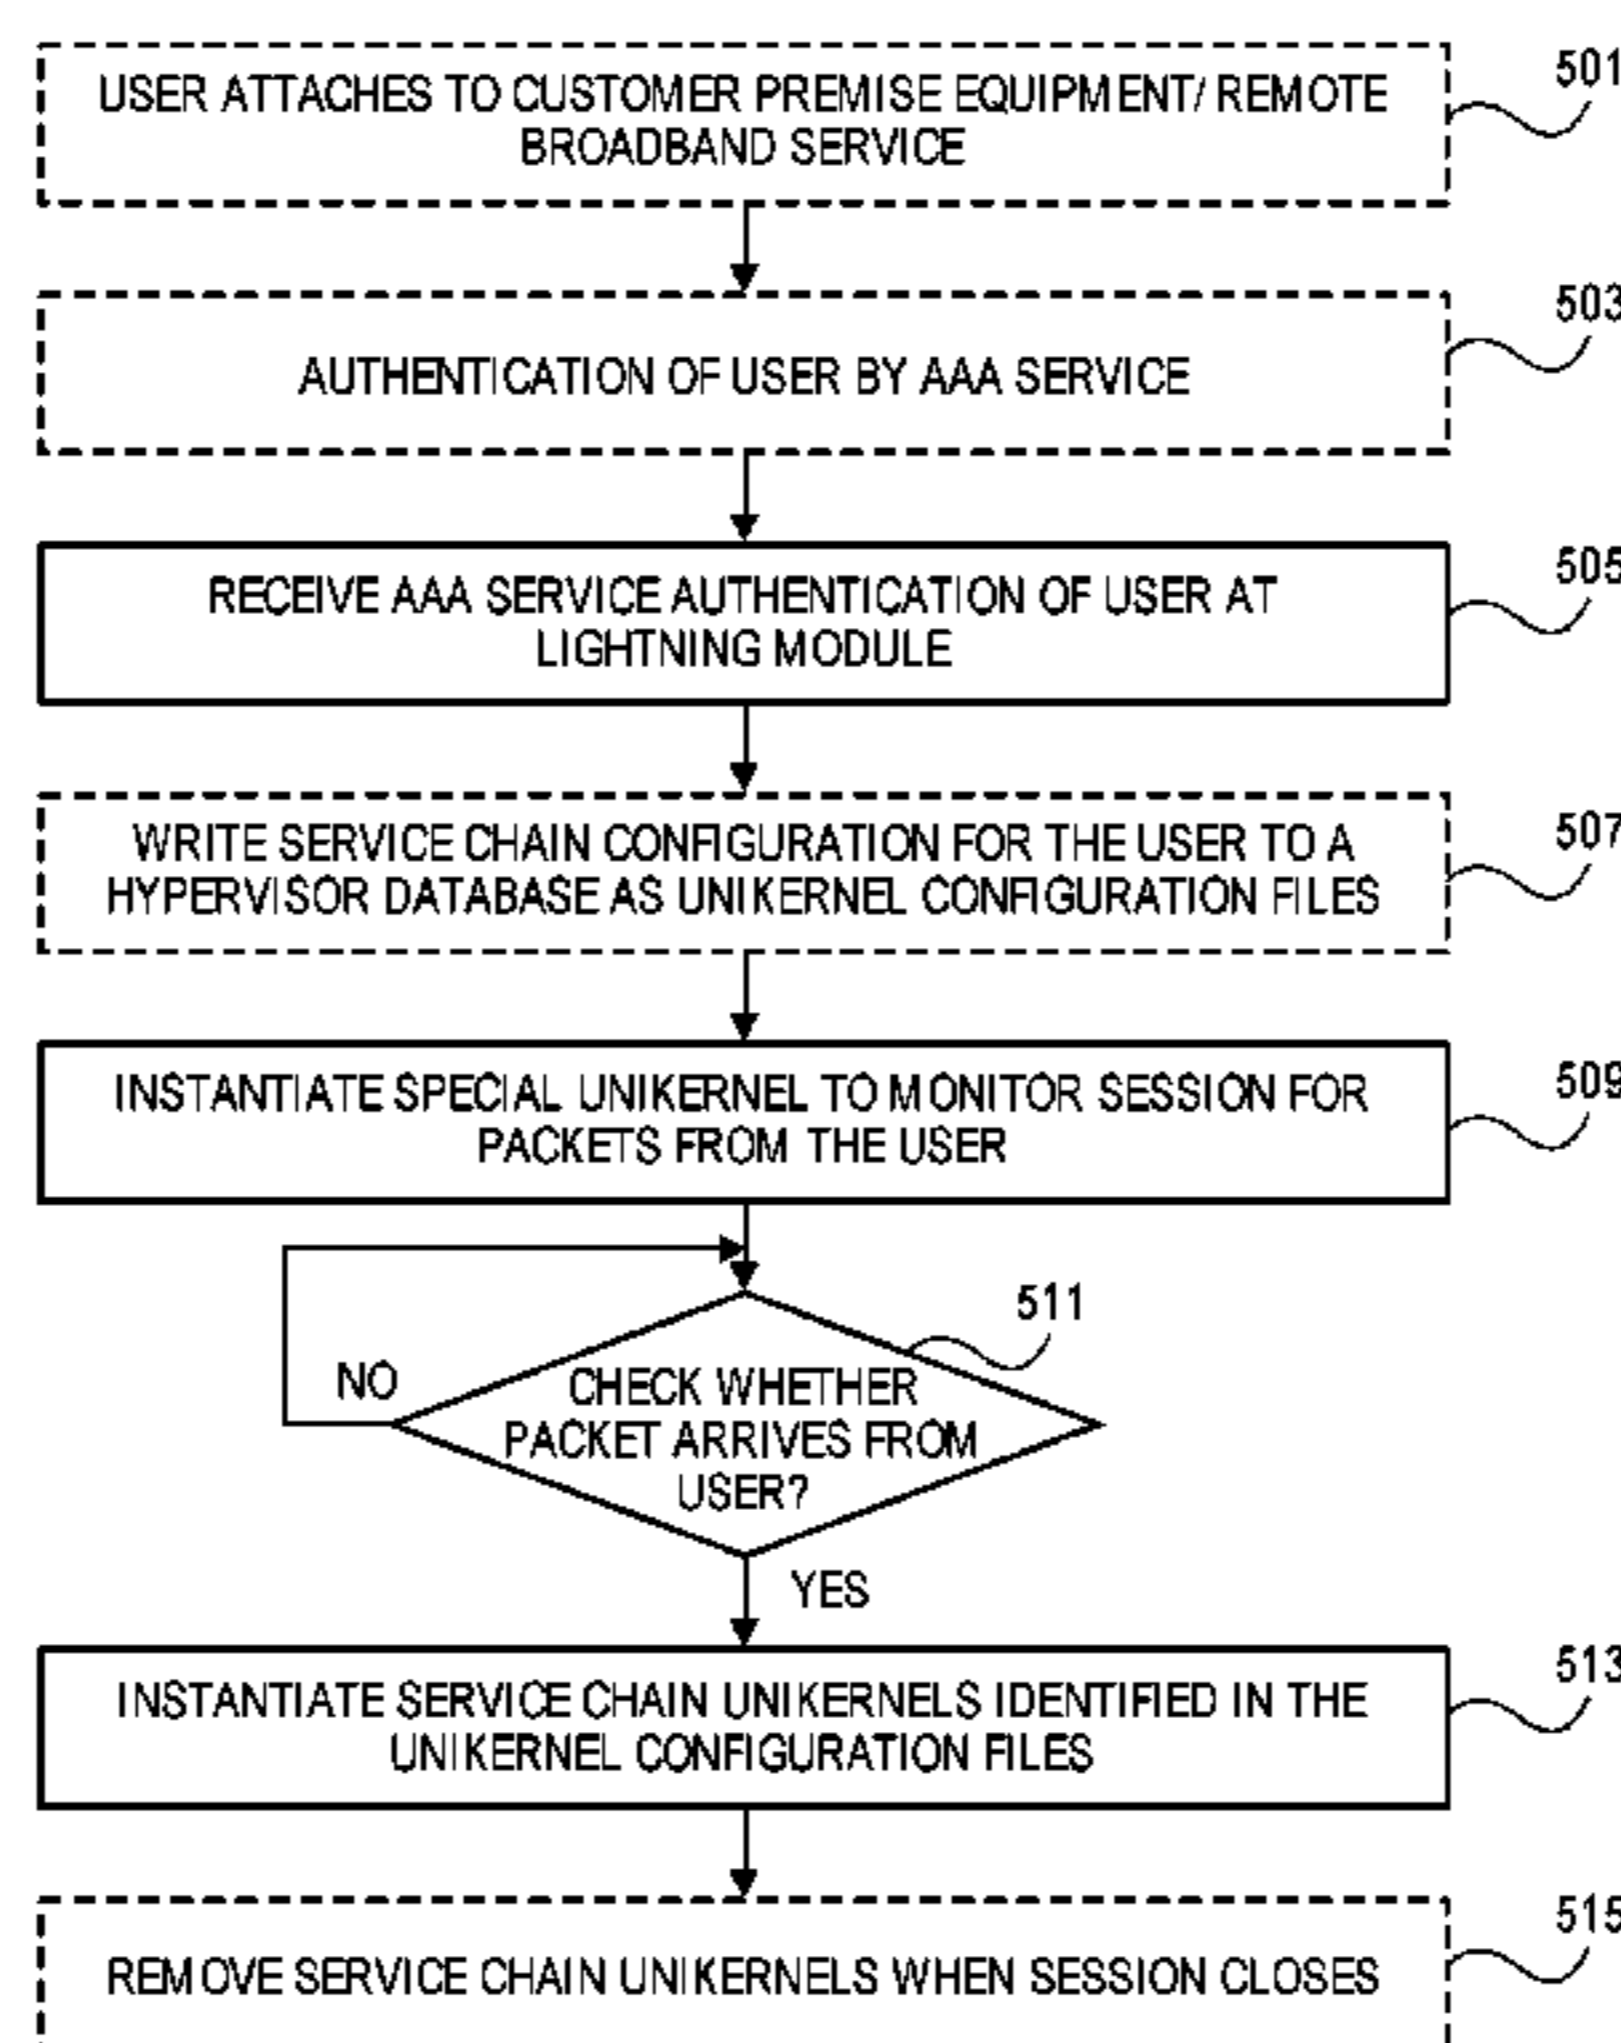 USER ATTACHES TO CUSTOMER PREMISE EQUIPMENT/ REMOTE
BROADBAND SERVICE
501
AUTHENTICATION OF USER BY AAA SERVICE
503
RECEIVE AAA SERVICE AUTHENTICATION OF USER AT
LIGHTNING MODULE
505
WRITE SERVICE CHAIN CONFIGURATION FOR THE USER TO A
HYPERVISOR DATABASE AS UNIKERNEL CONFIGURATION FILES
507
INSTANTIATE SPECIAL UNIKERNEL TO MONITOR SESSION FOR
PACKETS FROM THE USER
509
511
NO
CHECK WHETHER
PACKET ARRIVES FROM
USER?
YES
INSTANTIATE SERVICE CHAIN UNIKERNELS IDENTIFIED IN THE
UNIKERNEL CONFIGURATION FILES
513
REMOVE SERVICE CHAIN UNIKERNELS WHEN SESSION CLOSES
515